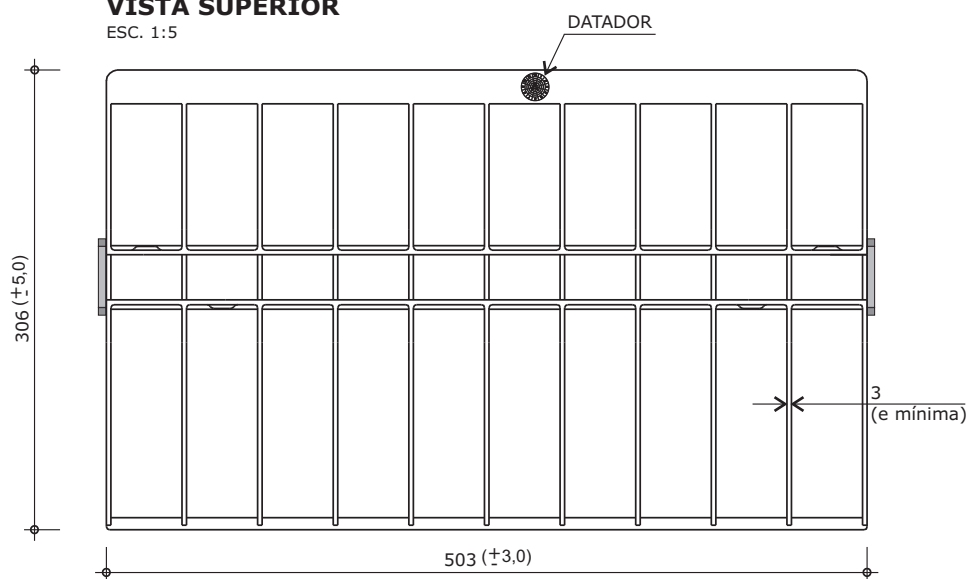 VISTA SUPERIOR
ESC. 1:5
DATADOR
306 (±5,0)
3
(e mínima)
503 (±3,0)